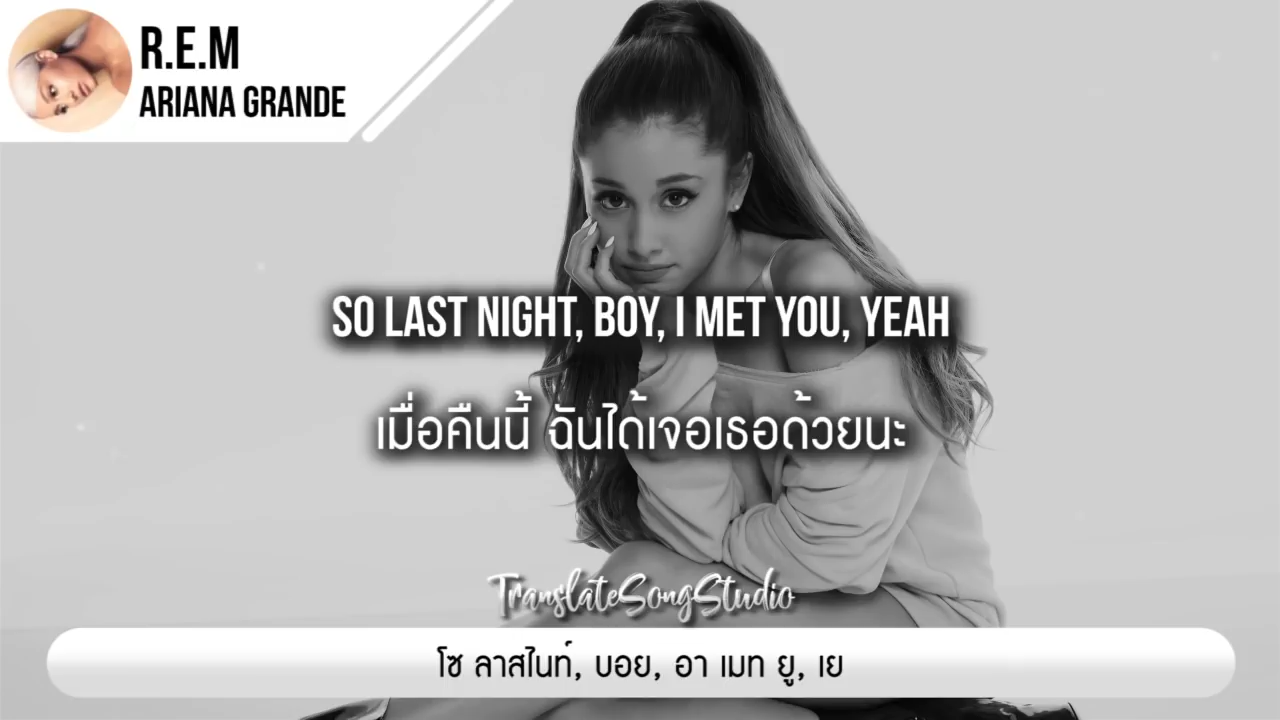 R.E.M
ARIANA GRANDE
SO LAST NIGHT, BOY, I MET YOU, YEAH
เมื่อคืนนี้ ฉันได้เจอเธอด้วยนะ
TranslateSongStudio
โซ ลาสไนท์, บอย, อา เมท ยู, เย